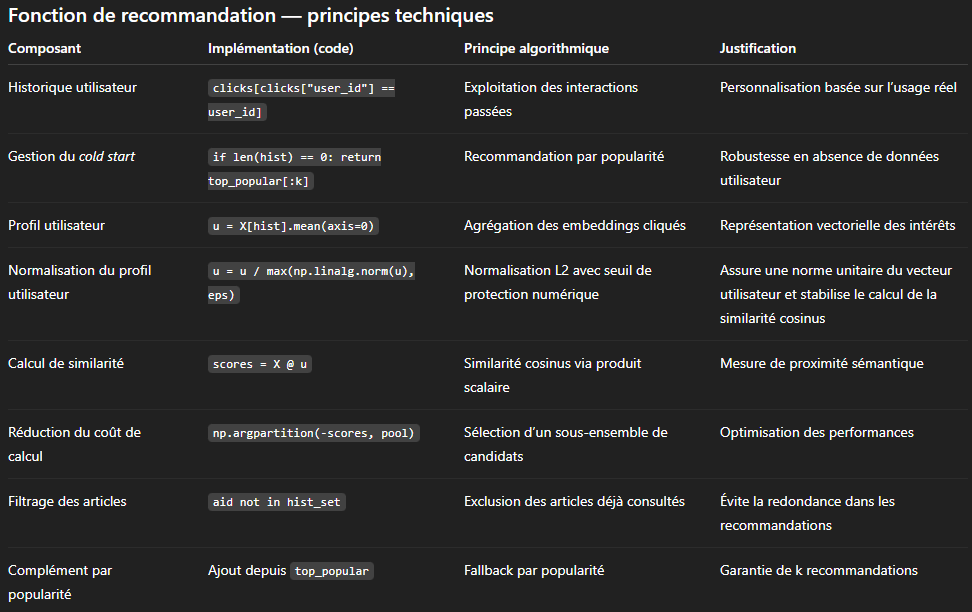 Fonction de recommandation — principes techniques
Composant Implémentation (code) Principe algorithmique Justification
Historique utilisateur clicks[clicks["user_id"] == Exploitation des interactions Personnalisation basée sur l’usage réel
user_id] passées
Gestion du cold start if len(hist) == 0: return Recommandation par popularité Robustesse en absence de données
top_popular[:k] utilisateur
Profil utilisateur u = X[hist].mean(axis=0) Agrégation des embeddings cliqués Représentation vectorielle des intérêts
Normalisation du profil u = u / max(np.linalg.norm(u), Normalisation L2 avec seuil de Assure une norme unitaire du vecteur
utilisateur eps) protection numérique utilisateur et stabilise le calcul de la
similarité cosinus
Calcul de similarité scores = X @ u Similarité cosinus via produit Mesure de proximité sémantique
scalaire
Réduction du coût de np.argpartition(-scores, pool) Sélection d’un sous-ensemble de Optimisation des performances
calcul candidats
Filtrage des articles aid not in hist_set Exclusion des articles déjà consultés Évite la redondance dans les
recommandations
Complément par Ajout depuis top_popular Fallback par popularité Garantie de k recommandations
popularité